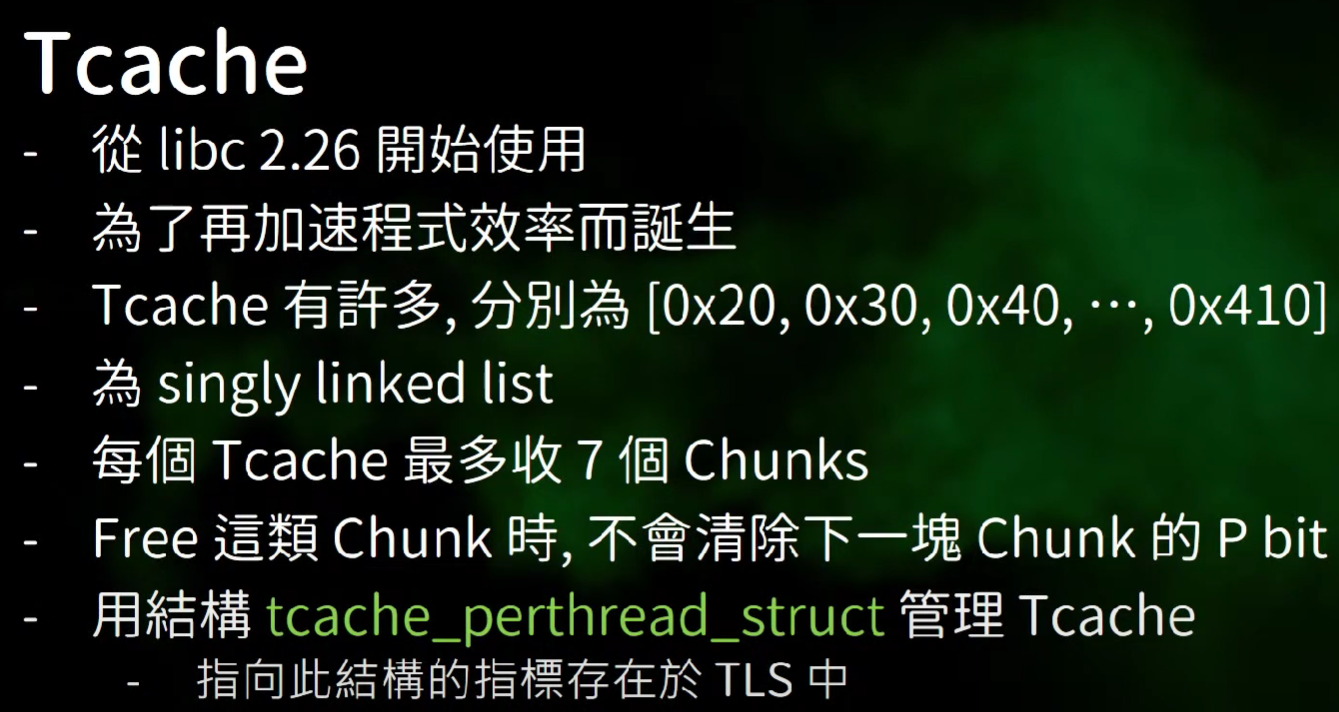 Tcache
- 從 libc 2.26 開始使用
- 為了再加速程式效率而誕生
- Tcache 有許多, 分別為 [0x20, 0x30, 0x40, ⋯, 0x410]
- 為 singly linked list
- 每個 Tcache 最多收 7 個 Chunks
- Free 這類 Chunk 時, 不會清除下一塊 Chunk 的 P bit
- 用結構 tcache_perthread_struct 管理 Tcache
- 指向此結構的指標存在於 TLS 中